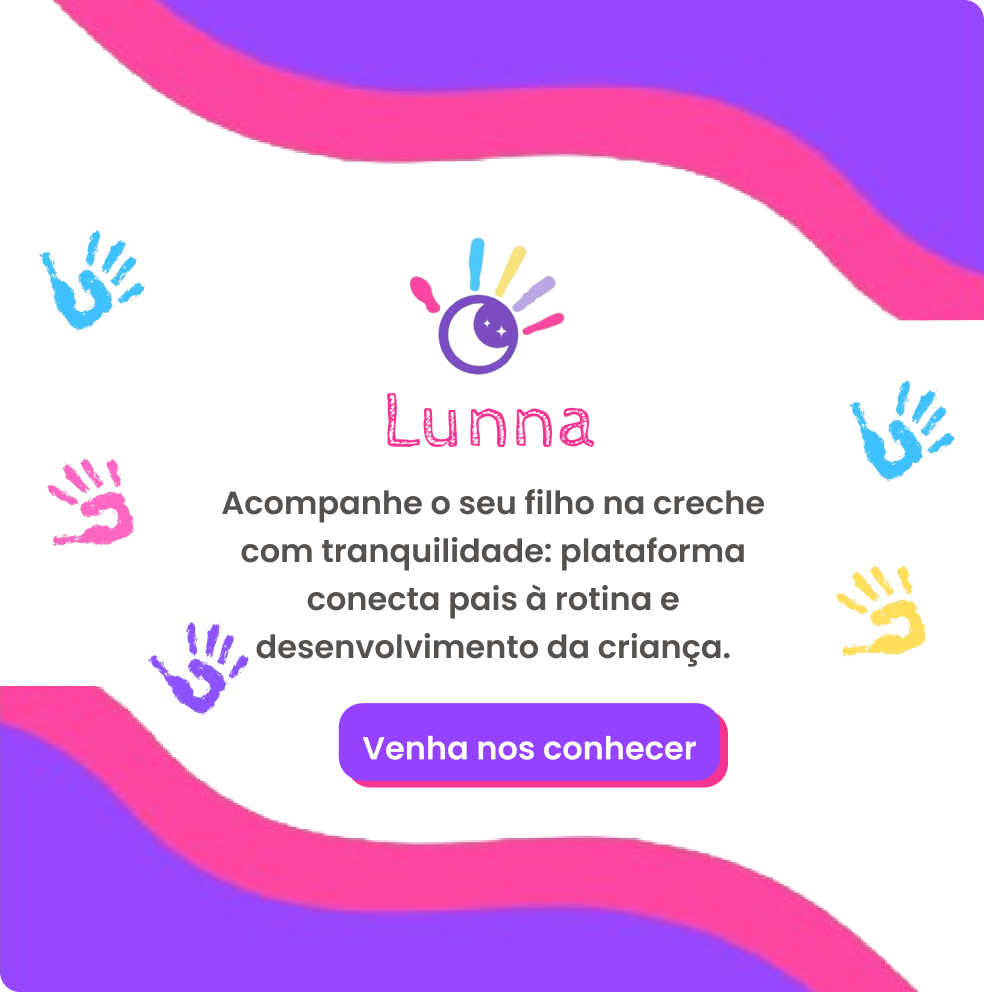 Lunna
Acompanhe o seu filho na creche
com tranquilidade: plataforma
conecta pais à rotina e
desenvolvimento da criança.
Venha nos conhecer